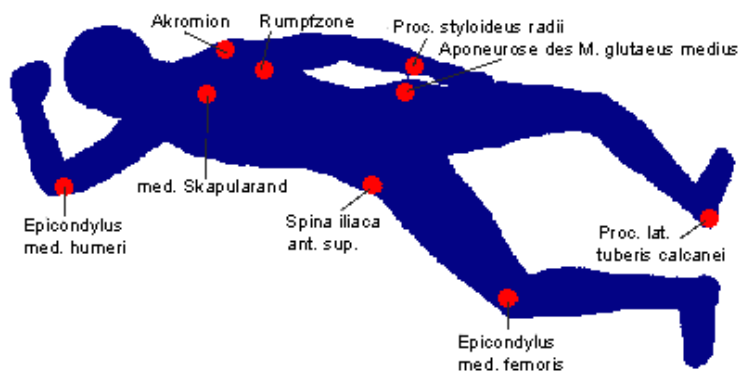 Akromion
Rumpfzone
Proc. styloideus radii
Aponeurose des M. glutaeus medius
med. Skapularand
Epicondylus
med. humeri
Spina iliaca
ant. sup.
Proc. lat.
tuberis calcanei
Epicondylus
med. femoris